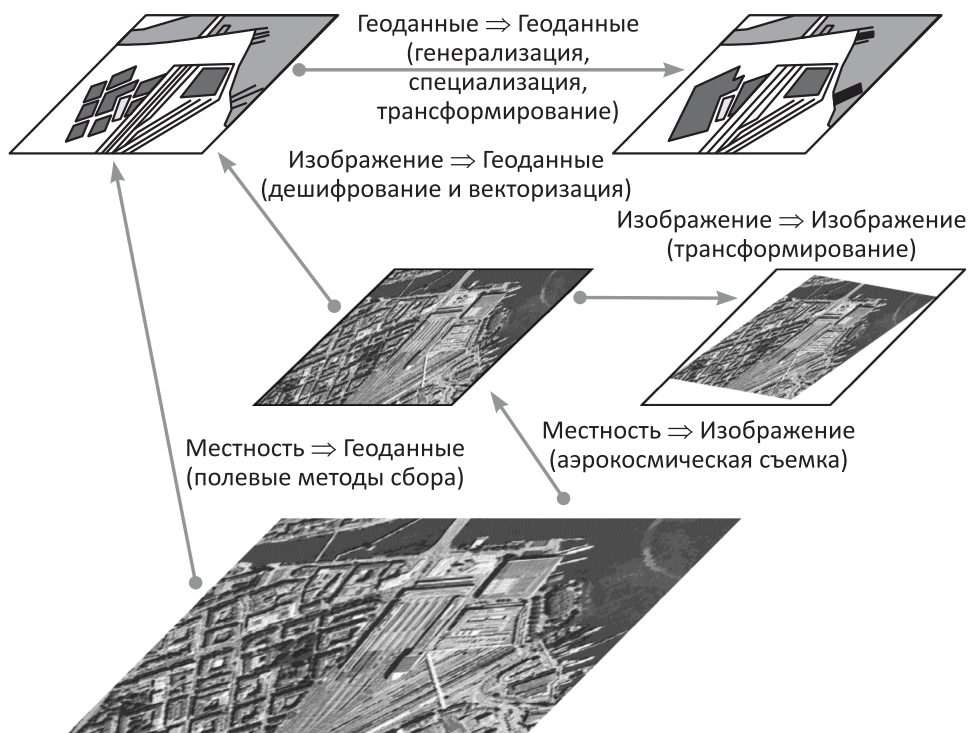 Геоданные ⇒ Геоданные
(генерализация,
специализация,
трансформирование)
Изображение ⇒ Геоданные
(дешифрование и векторизация)
Изображение ⇒ Изображение
(трансформирование)
Местность ⇒ Геоданные
(полевые методы сбора)
Местность ⇒ Изображение
(аэрокосмическая съемка)